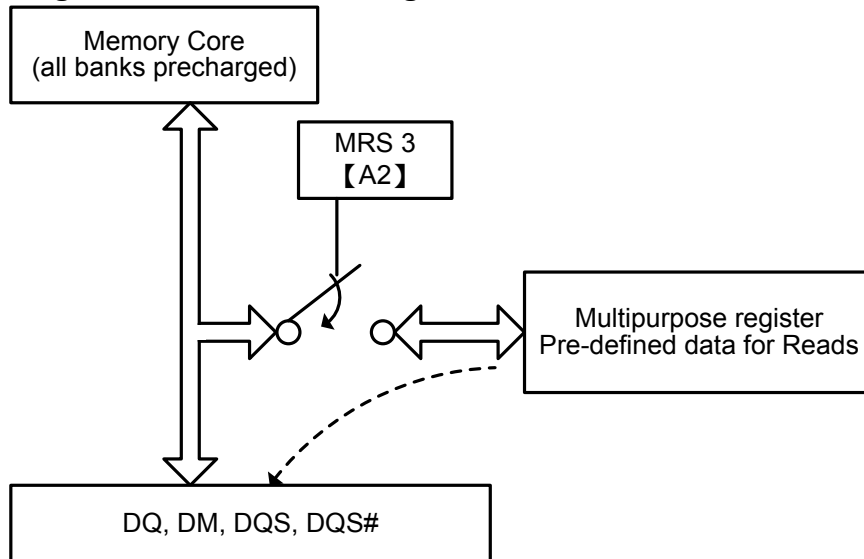 Memory Core
(all banks precharged)
MRS 3
【A2】
Multipurpose register
Pre-defined data for Reads
DQ, DM, DQS, DQS#